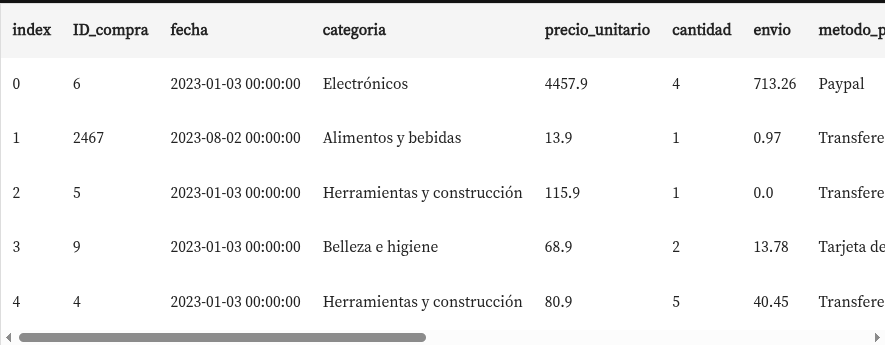 index ID_compra fecha categoria precio_unitario cantidad envio
0 6 2023-01-03 00:00:00 Electrónicos 4457.9 4 713.26 Paypal
1 2467 2023-08-02 00:00:00 Alimentos y bebidas 13.9 1 0.97 Transfere
2 5 2023-01-03 00:00:00 Herramientas y construcción 115.9 1 0.0 Transfere
3 9 2023-01-03 00:00:00 Belleza e higiene 68.9 2 13.78 Tarjeta de
4 4 2023-01-03 00:00:00 Herramientas y construcción 80.9 5 40.45 Transfere